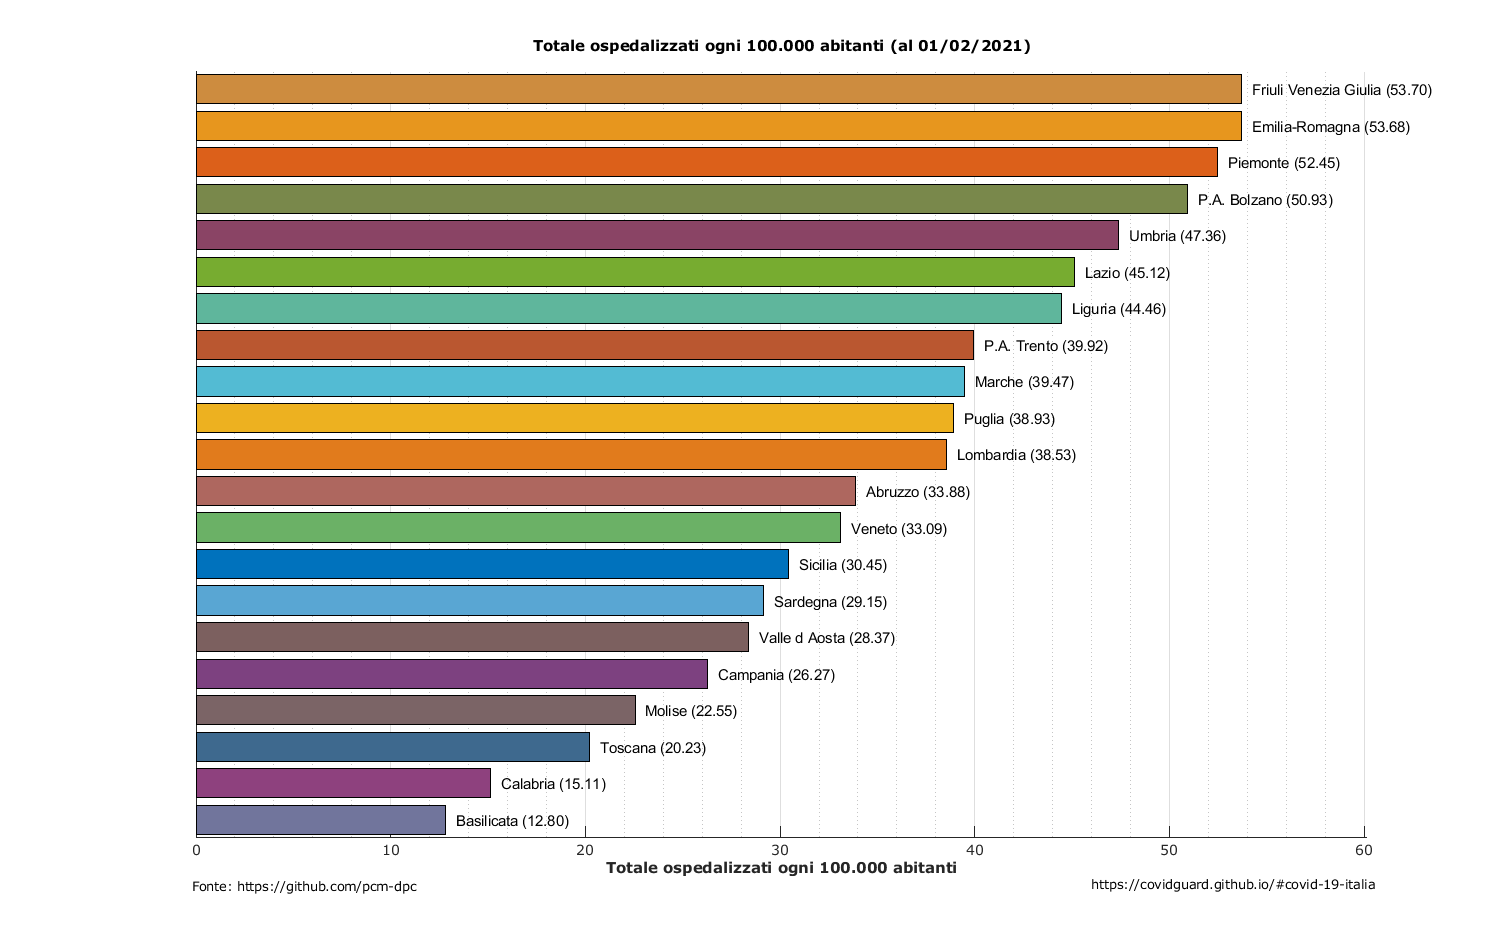 Totale ospedalizzati ogni 100.000 abitanti (al 01/02/2021)
Friuli Venezia Giulia (53.70)
Emilia-Romagna (53.68)
Piemonte (52.45)
P.A. Bolzano (50.93)
Umbria (47.36)
Lazio (45.12)
Liguria (44.46)
P.A. Trento (39.92)
Marche (39.47)
Puglia (38.93)
Lombardia (38.53)
Abruzzo (33.88)
Veneto (33.09)
Sicilia (30.45)
Sardegna (29.15)
Valle d Aosta (28.37)
Campania (26.27)
Molise (22.55)
Toscana (20.23)
Calabria (15.11)
Basilicata (12.80)
0 10 20 30 40 50 60
Totale ospedalizzati ogni 100.000 abitanti
Fonte: https://github.com/pcm-dpc
https://covidguard.github.io/#covid-19-italia